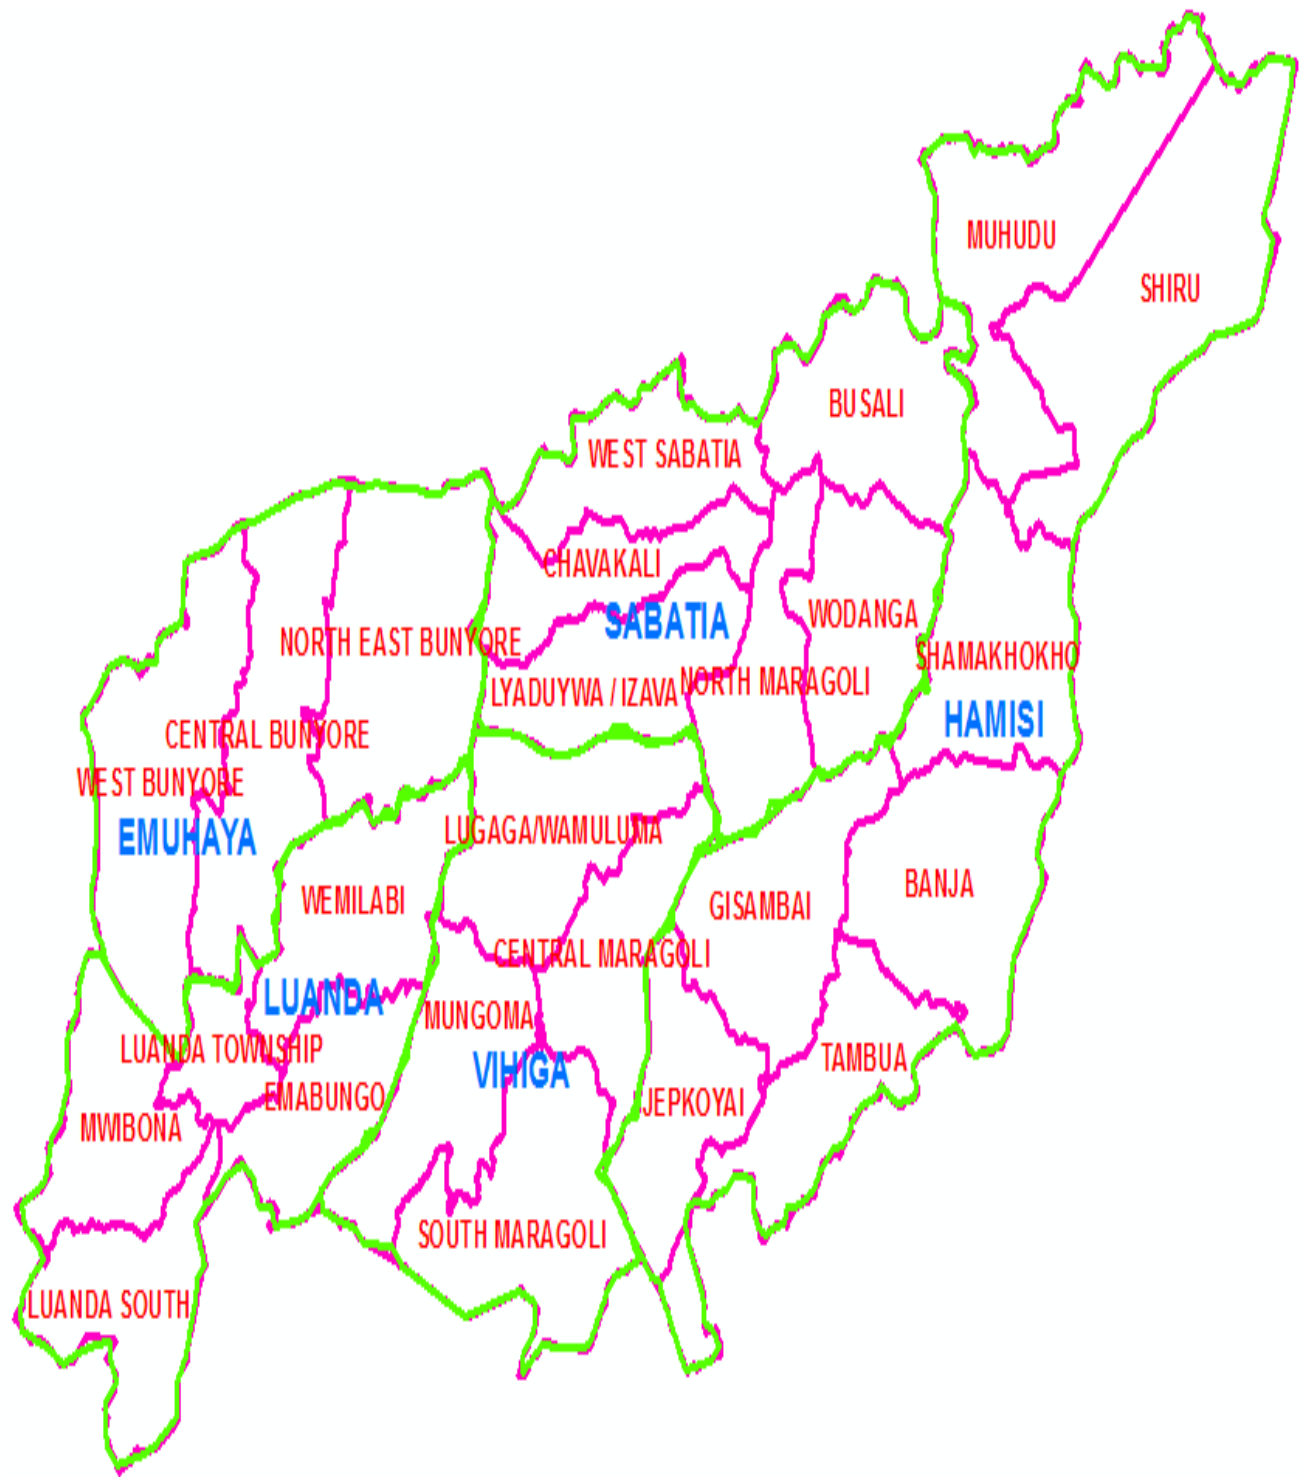 MUHUDU
SHIRU
BUSALI
WEST SABATIA
CHAVAKALI
SABATIA
WODANGA
NORTH EAST BUNYORE
SHAMAKHOKHO
LYADUYWA / IZAVA
NORTH MARAGOLI
HAMISI
CENTRAL BUNYORE
WEST BUNYORE
EMUHAYA
LUGAGA/WAMULUMA
BANJA
WEMILABI
GISAMBAI
CENTRAL MARAGOLI
LUANDA
MUNGOMA
LUANDA TOWNSHIP
TAMBUA
VIHIGA
EMABUNGO
JEPKOYAI
MWIBONA
SOUTH MARAGOLI
LUANDA SOUTH